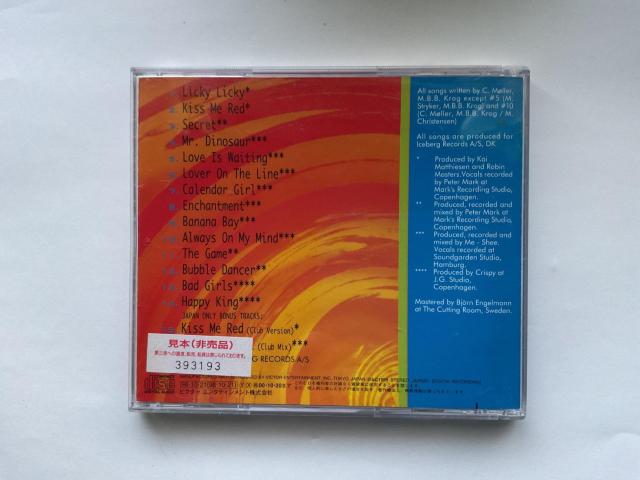 Licky Licky*
Kiss Me Red*
Secret**
Mr. Dinosaur***
Love Is Waiting***
Lover On The Line***
Calendar Girl***
8. Enchantment***
Banana Bay***
Always On My Mind***
The Game**
Bubble Dancer**
Bad Girls****
Happy King****
JAPAN ONLY BONUS TRACKS;
Kiss Me Red (Club Version)*
(Club Mix)***
G RECORDS A/S
見本(非売品)
393193
VICTOR ENTERTAINMENT, INC. TOKYO JAPAN
ビクター エンタテインメント株式会社
All songs written by C. Møller,
M.B.B. Krog except #5 (M.
Stryker, M.B.B. Krog) and #10
(C. Møller, M.B.B. Krog / M.
Christensen)
All songs are produced for
Iceberg Records A/S, DK
* Produced by Kai
Matthiesen and Robin
Masters. Vocals recorded
by Peter Mark at
Mark's Recording Studio,
Copenhagen.
** Produced, recorded and
mixed by Peter Mark at
Mark's Recording Studio,
Copenhagen.
*** Produced, recorded and
mixed by Me - Shee.
Vocals recorded at
Soundgarden Studio,
Hamburg.
**** Produced by Crispy at
J.G. Studio,
Copenhagen.
Mastered by Björn Engelmann
at The Cutting Room, Sweden.